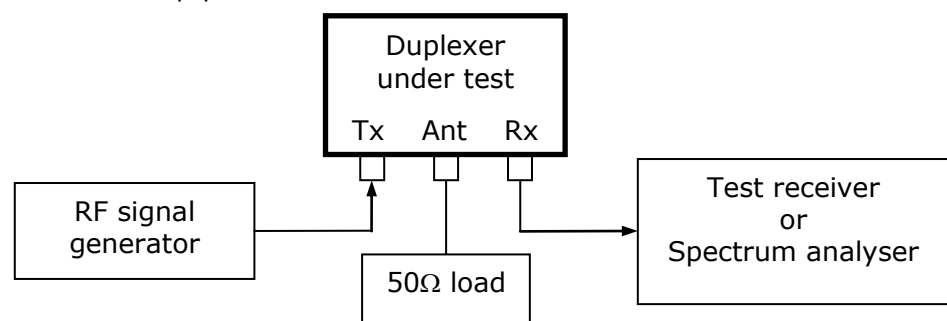 Duplexer
under test
Tx Ant Rx
RF signal
generator
Test receiver
or
Spectrum analyser
50Ω load